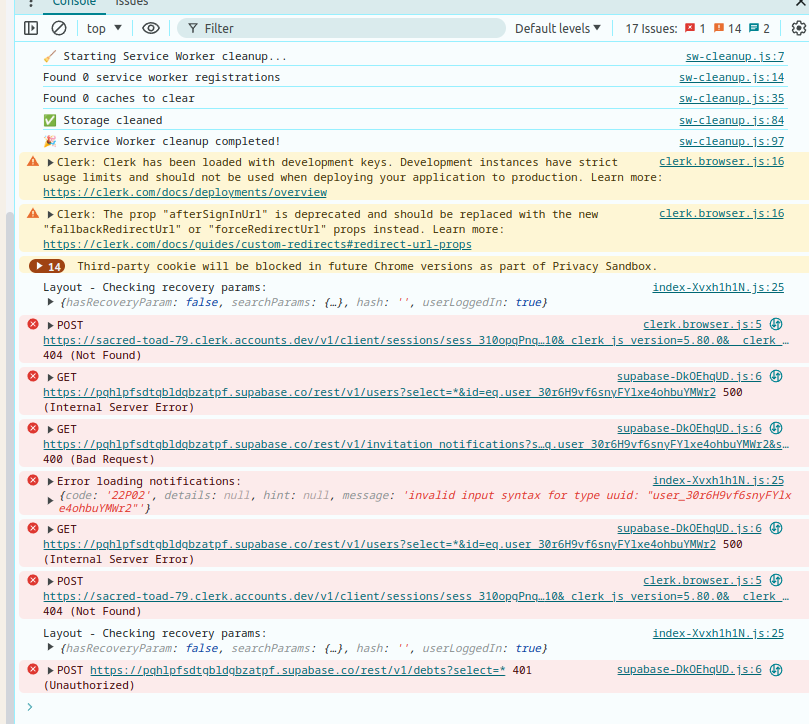 Console Issues
top Filter Default levels 17 Issues: 1 14 2
🧹 Starting Service Worker cleanup... sw-cleanup.js:7
Found 0 service worker registrations sw-cleanup.js:14
Found 0 caches to clear sw-cleanup.js:35
✅ Storage cleaned sw-cleanup.js:84
🎉 Service Worker cleanup completed! sw-cleanup.js:97
Clerk: Clerk has been loaded with development keys. Development instances have strict clerk.browser.js:16
usage limits and should not be used when deploying your application to production. Learn more:
https://clerk.com/docs/deployments/overview
Clerk: The prop "afterSignInUrl" is deprecated and should be replaced with the new clerk.browser.js:16
"fallbackRedirectUrl" or "forceRedirectUrl" props instead. Learn more:
https://clerk.com/docs/guides/custom-redirects#redirect-url-props
14 Third-party cookie will be blocked in future Chrome versions as part of Privacy Sandbox.
Layout - Checking recovery params: index-Xvxh1h1N.js:25
{hasRecoveryParam: false, searchParams: {…}, hash: '', userLoggedIn: true}
POST clerk.browser.js:5
https://sacred-toad-79.clerk.accounts.dev/v1/client/sessions/sess_310opqPnq…10&_clerk_js_version=5.80.0&__clerk_…
404 (Not Found)
GET supabase-DkOEhqUD.js:6
https://pqhlpfsdtqbldqbzatpf.supabase.co/rest/v1/users?select=*&id=eq.user_30r6H9vf6snyFYlxe4ohbuYMWr2 500
(Internal Server Error)
GET supabase-DkOEhqUD.js:6
https://pqhlpfsdtqbldqbzatpf.supabase.co/rest/v1/invitation_notifications?s…q.user_30r6H9vf6snyFYlxe4ohbuYMWr2&s…
400 (Bad Request)
Error loading notifications: index-Xvxh1h1N.js:25
{code: '22P02', details: null, hint: null, message: 'invalid input syntax for type uuid: "user_30r6H9vf6snyFYlx
e4ohbuYMWr2"'}
GET supabase-DkOEhqUD.js:6
https://pqhlpfsdtqbldqbzatpf.supabase.co/rest/v1/users?select=*&id=eq.user_30r6H9vf6snyFYlxe4ohbuYMWr2 500
(Internal Server Error)
POST clerk.browser.js:5
https://sacred-toad-79.clerk.accounts.dev/v1/client/sessions/sess_310opqPnq…10&_clerk_js_version=5.80.0&__clerk_…
404 (Not Found)
Layout - Checking recovery params: index-Xvxh1h1N.js:25
{hasRecoveryParam: false, searchParams: {…}, hash: '', userLoggedIn: true}
POST https://pqhlpfsdtqbldqbzatpf.supabase.co/rest/v1/debts?select=* 401 supabase-DkOEhqUD.js:6
(Unauthorized)